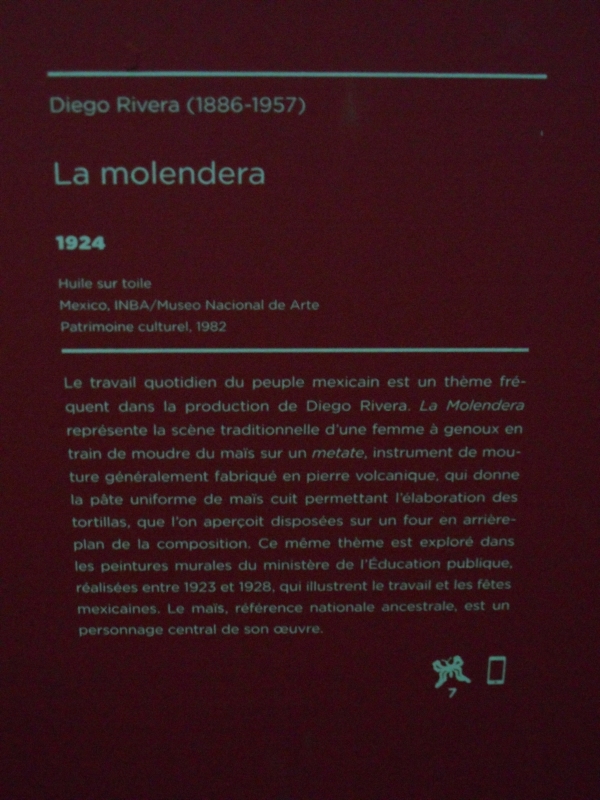 Diego Rivera (1886-1957)
La molendera
1924
Huile sur toile
Mexico, INBA/Museo Nacional de Arte
Patrimoine culturel, 1982
Le travail quotidien du peuple mexicain est un thème fré-
quent dans la production de Diego Rivera. La Molendera
représente la scène traditionnelle d'une femme à genoux en
train de moudre du maïs sur un metate, instrument de mou-
ture généralement fabriqué en pierre volcanique, qui donne
la pâte uniforme de maïs cuit permettant l'élaboration des
tortillas, que l'on aperçoit disposées sur un four en arrière-
plan de la composition. Ce même thème est exploré dans
les peintures murales du ministère de l'Éducation publique,
réalisées entre 1923 et 1928, qui illustrent le travail et les fêtes
mexicaines. Le maïs, référence nationale ancestrale, est un
personnage central de son œuvre.
7